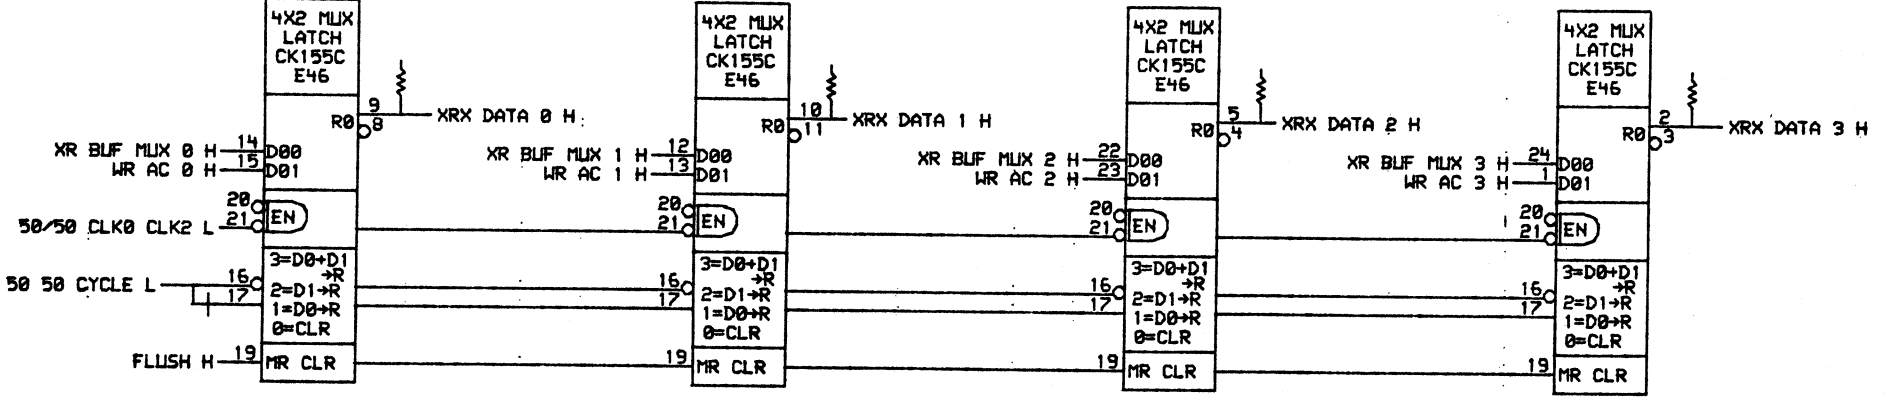 4X2 MUX
LATCH
CK155C
E46
R0
9
8
XRX DATA 0 H
XR BUF MUX 0 H
14
D00
WR AC 0 H
15
D01
20
50/50 CLK0 CLK2 L
21
EN
50 50 CYCLE L
16
17
3=D0+D1
→R
2=D1→R
1=D0→R
0=CLR
FLUSH H
19
MR CLR
4X2 MUX
LATCH
CK155C
E46
R0
10
11
XRX DATA 1 H
XR BUF MUX 1 H
12
D00
WR AC 1 H
13
D01
20
21
EN
16
17
3=D0+D1
→R
2=D1→R
1=D0→R
0=CLR
19
MR CLR
4X2 MUX
LATCH
CK155C
E46
R0
5
4
XRX DATA 2 H
XR BUF MUX 2 H
22
D00
WR AC 2 H
23
D01
20
21
EN
16
17
3=D0+D1
→R
2=D1→R
1=D0→R
0=CLR
19
MR CLR
4X2 MUX
LATCH
CK155C
E46
R0
2
3
XRX DATA 3 H
XR BUF MUX 3 H
24
D00
WR AC 3 H
1
D01
20
21
EN
16
17
3=D0+D1
→R
2=D1→R
1=D0→R
0=CLR
19
MR CLR